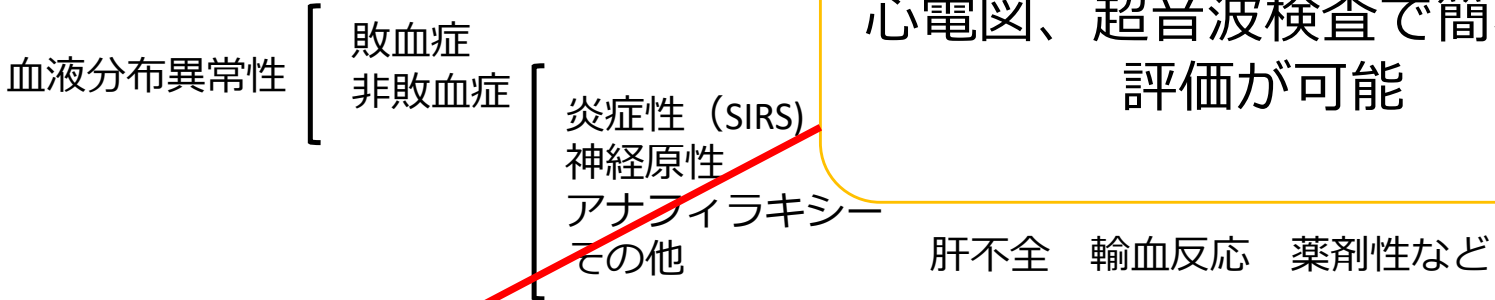 血液分布異常性
敗血症
非敗血症
炎症性（SIRS)
神経原性
アナフィラキシー
その他
肝不全　輸血反応　薬剤性など
心電図、超音波検査で簡
評価が可能